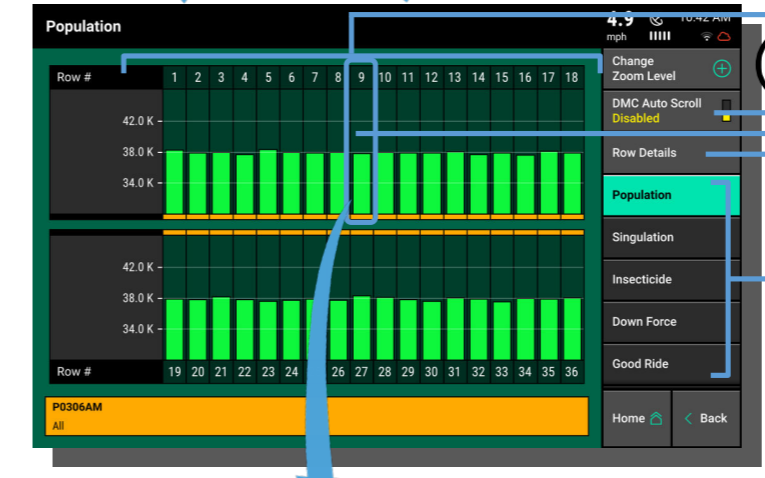 Population
4.9
10:42 AM
mph
Change
Zoom Level
DMC Auto Scroll
Disabled
Row Details
Population
Singulation
Insecticide
Down Force
Good Ride
Home
Back
Row # 1 2 3 4 5 6 7 8 9 10 11 12 13 14 15 16 17 18
42.0 K
38.0 K
34.0 K
42.0 K
38.0 K
34.0 K
Row # 19 20 21 22 23 24 26 27 28 29 30 31 32 33 34 35 36
P0306AM
All